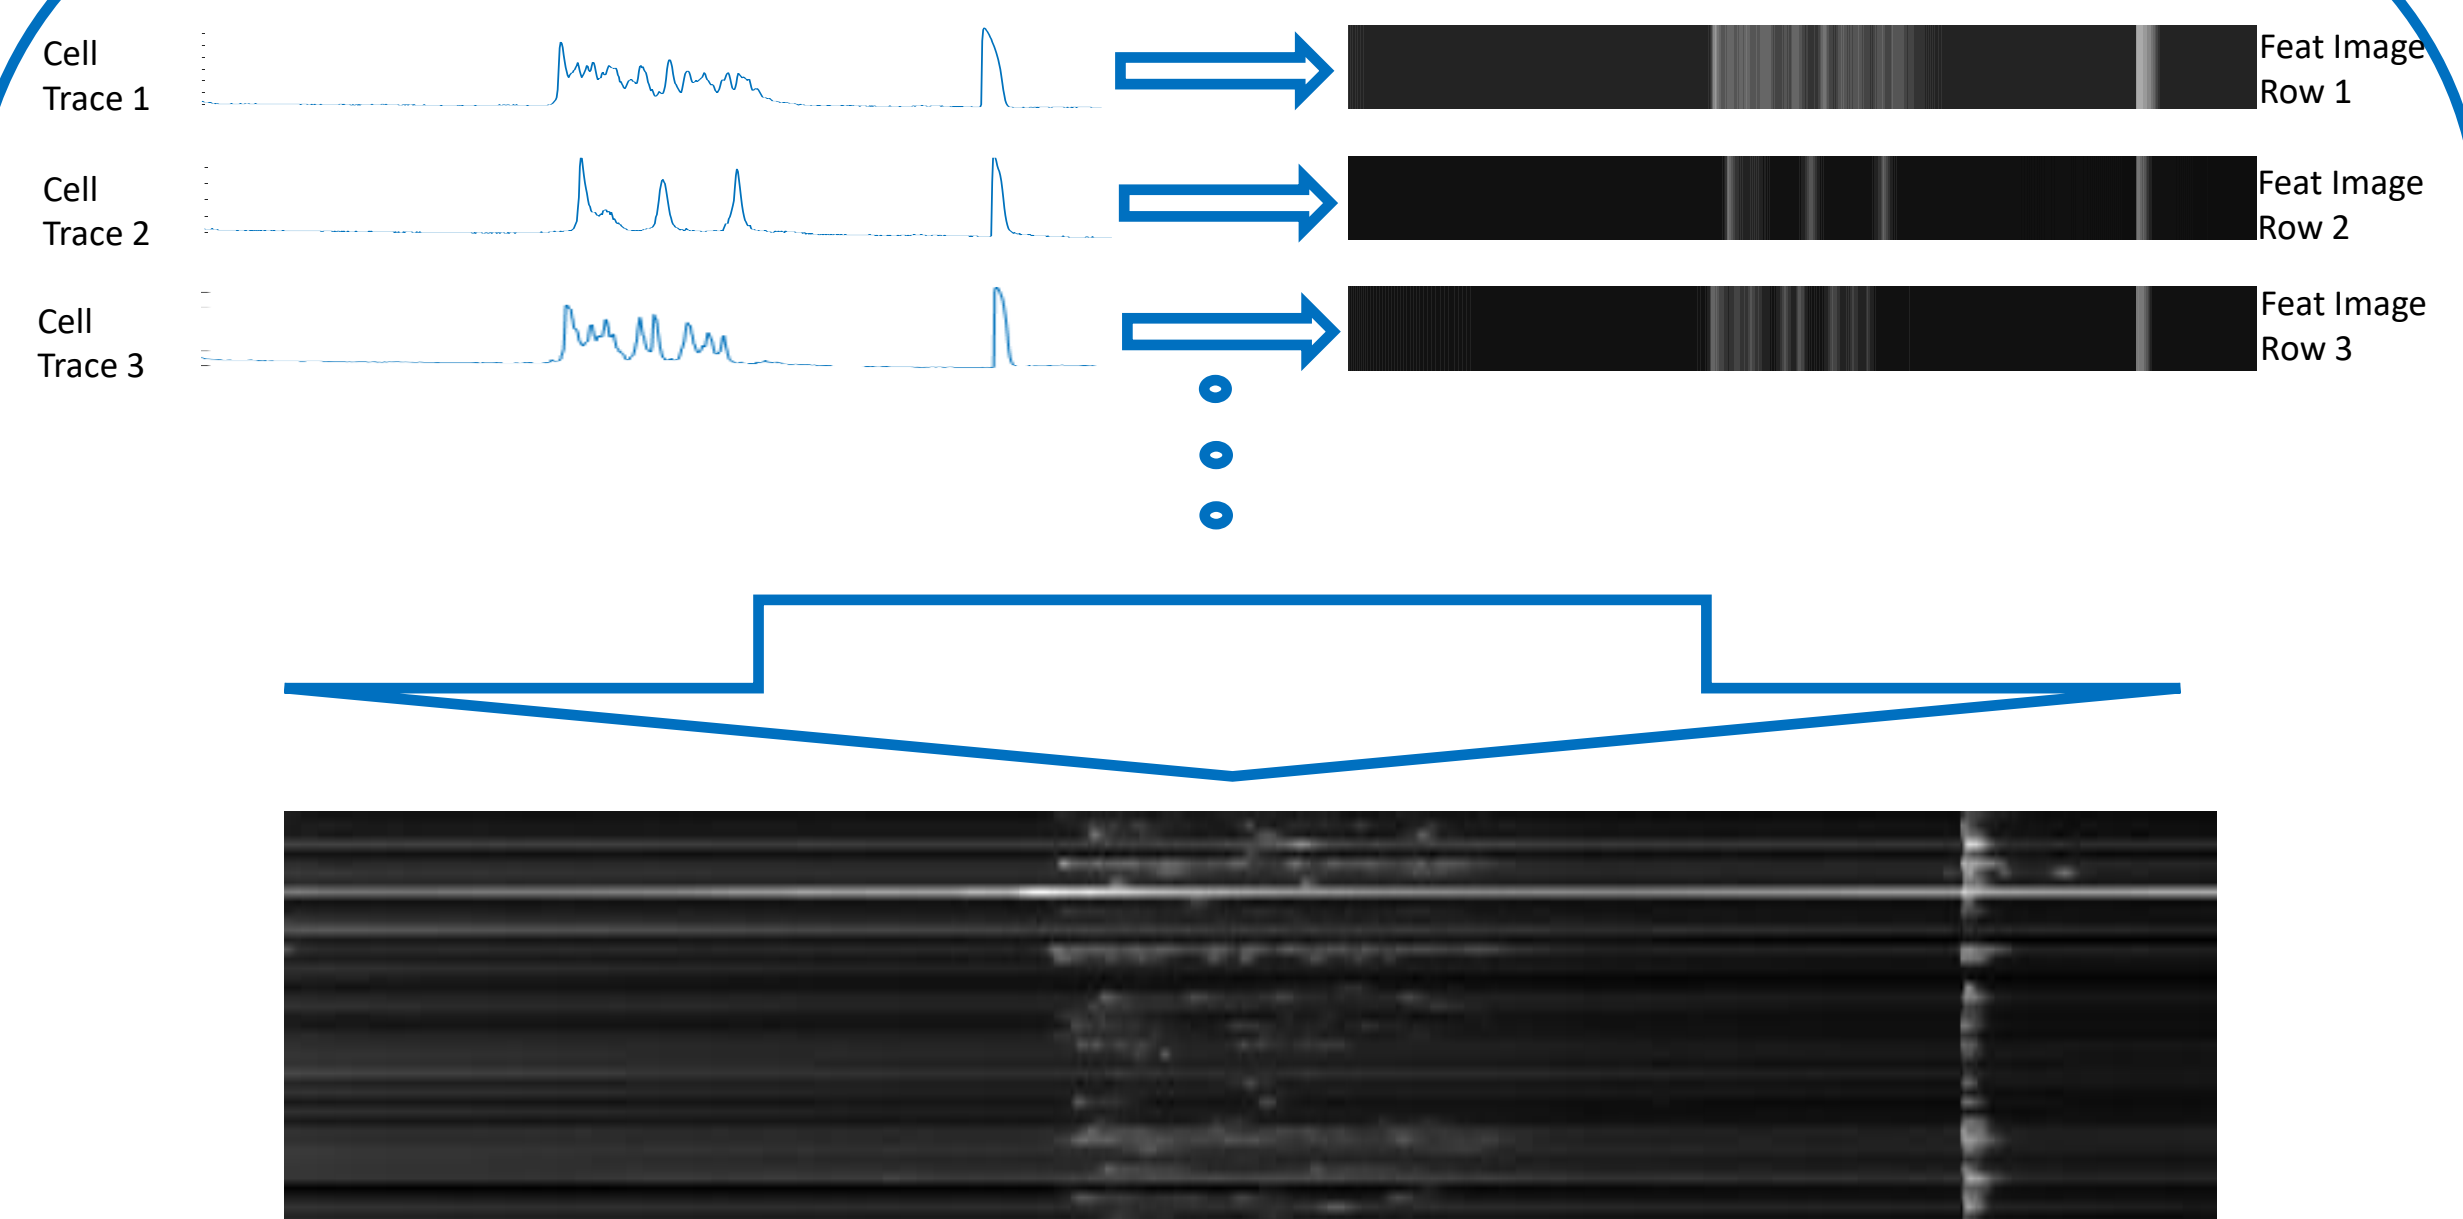 Cell
Trace 1
Feat Image
Row 1
Cell
Trace 2
Feat Image
Row 2
Cell
Trace 3
Feat Image
Row 3